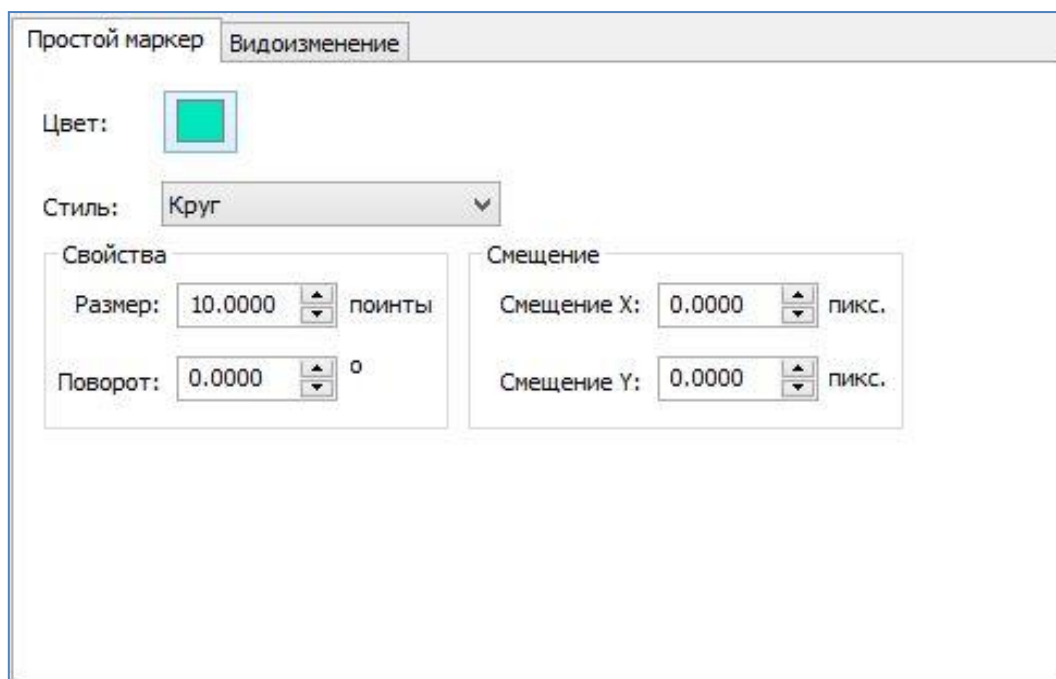 Простой маркер
Видоизменение
Цвет:
Стиль:
Круг
Свойства
Размер:
10.0000
поинты
Поворот:
0.0000
о
Смещение
Смещение X:
0.0000
пикс.
Смещение Y:
0.0000
пикс.